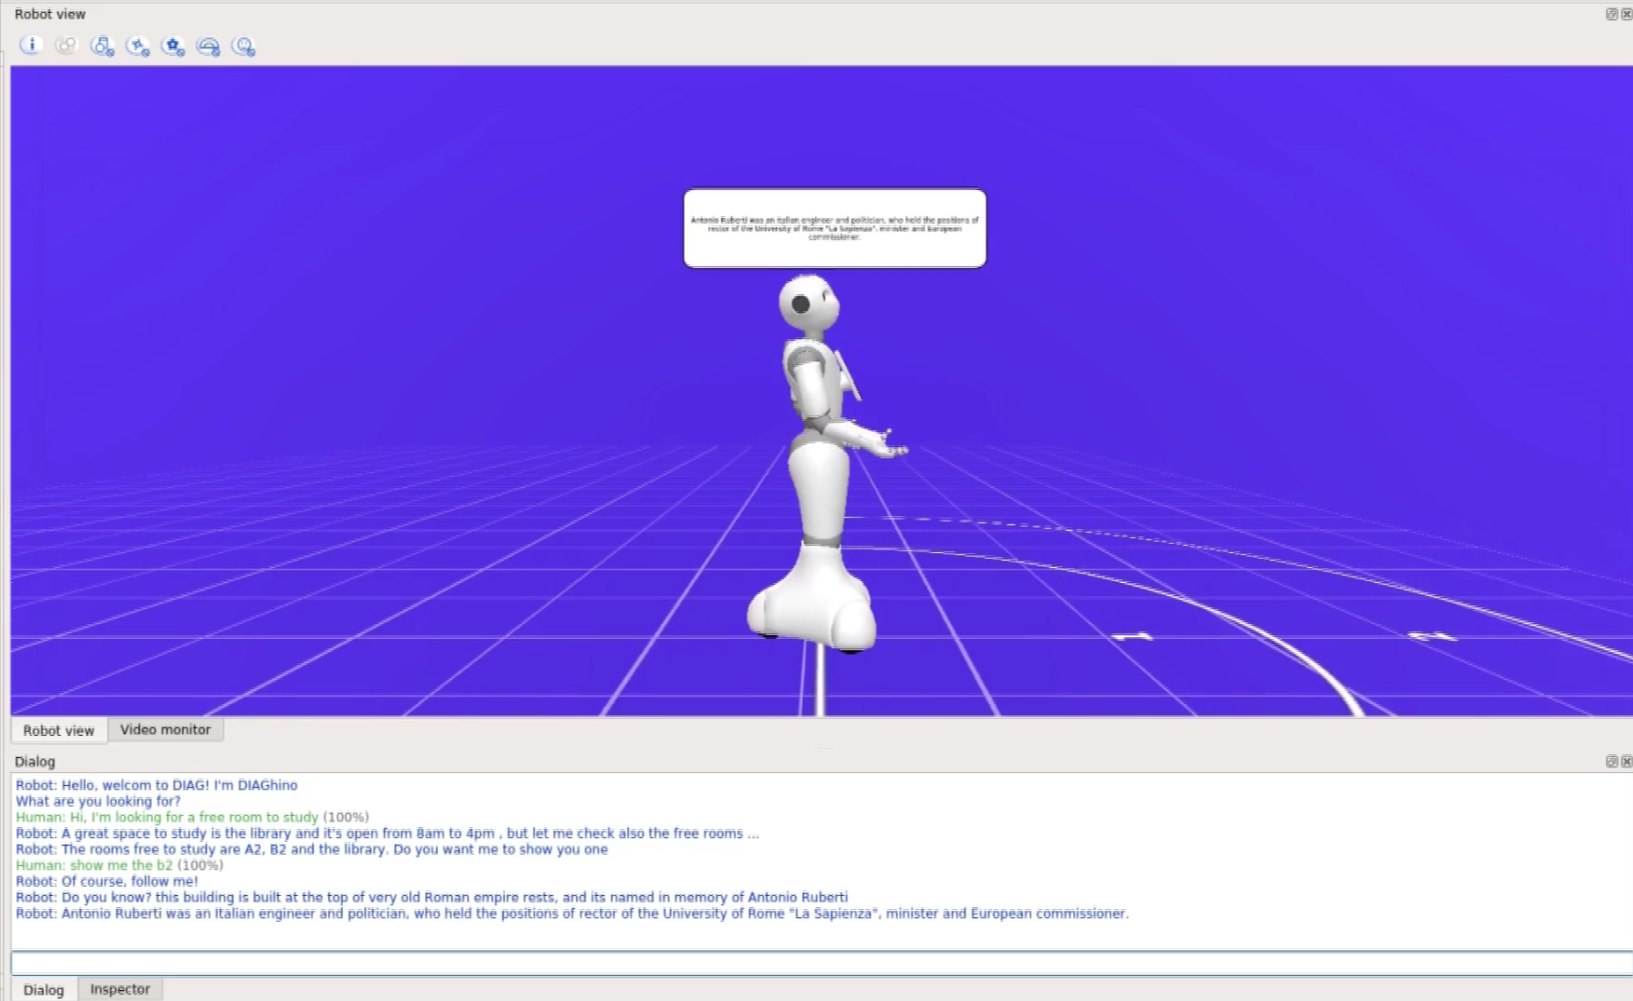 Robot view
Antonio Ruberti was an Italian engineer and politician, who held the positions of
rector of the University of Rome "La Sapienza", minister and European
commissioner.
1
2
Robot view
Video monitor
Dialog
Robot: Hello, welcom to DIAG! I'm DIAGhino
What are you looking for?
Human: Hi, I'm looking for a free room to study (100%)
Robot: A great space to study is the library and it's open from 8am to 4pm , but let me check also the free rooms ...
Robot: The rooms free to study are A2, B2 and the library. Do you want me to show you one
Human: show me the b2 (100%)
Robot: Of course, follow me!
Robot: Do you know? this building is built at the top of very old Roman empire rests, and its named in memory of Antonio Ruberti
Robot: Antonio Ruberti was an Italian engineer and politician, who held the positions of rector of the University of Rome "La Sapienza", minister and European commissioner.
Dialog
Inspector